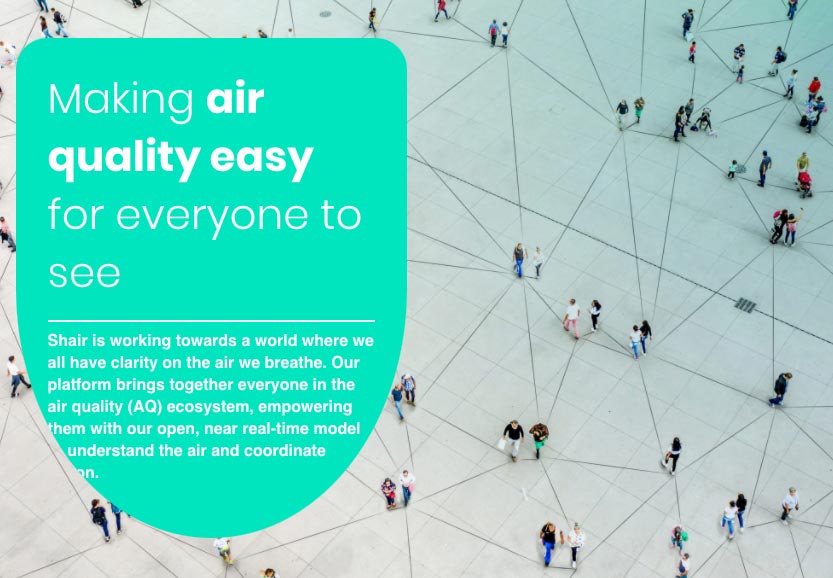 Making air
quality easy
for everyone to
see
Shair is working towards a world where we
all have clarity on the air we breathe. Our
platform brings together everyone in the
air quality (AQ) ecosystem, empowering
them with our open, near real-time model
understand the air and coordinate
on.